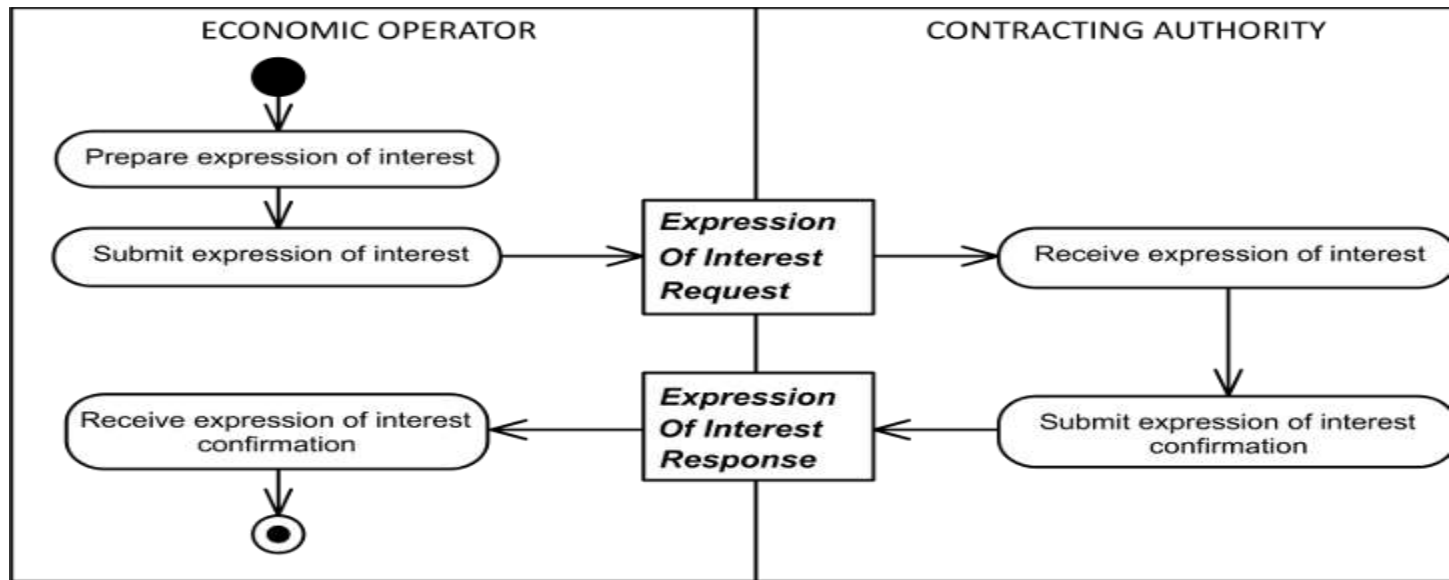 ECONOMIC OPERATOR
CONTRACTING AUTHORITY
Prepare expression of interest
Submit expression of interest
Expression
Of Interest
Request
Receive expression of interest
Receive expression of interest
confirmation
Expression
Of Interest
Response
Submit expression of interest
confirmation